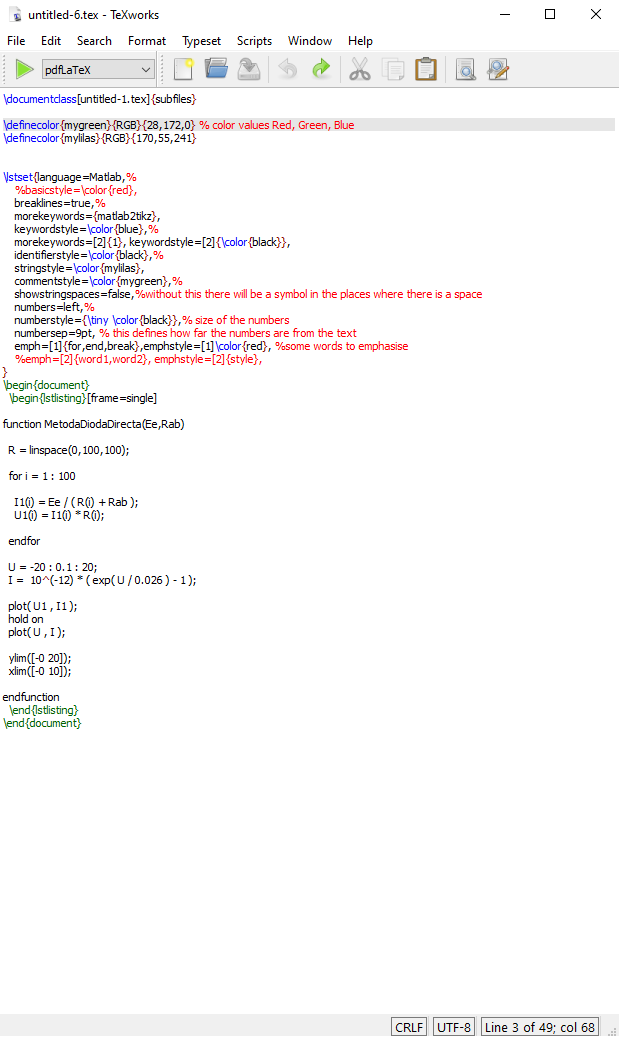 untitled-6.tex - TeXworks
File Edit Search Format Typeset Scripts Window Help
pdfLaTeX
\documentclass[untitled-1.tex]{subfiles}
\definecolor{mygreen}{RGB}{28,172,0} % color values Red, Green, Blue
\definecolor{mylilas}{RGB}{170,55,241}
\lstset{language=Matlab,%
%basicstyle=\color{red},
breaklines=true,%
morekeywords={matlab2tikz},
keywordstyle=\color{blue},%
morekeywords=[2]{1}, keywordstyle=[2]{\color{black}},
identifierstyle=\color{black},%
stringstyle=\color{mylilas},
commentstyle=\color{mygreen},%
showstringspaces=false,%without this there will be a symbol in the places where there is a space
numbers=left,%
numberstyle={\tiny \color{black}},% size of the numbers
numbersep=9pt, % this defines how far the numbers are from the text
emph=[1]{for,end,break},emphstyle=[1]\color{red}, %some words to emphasise
%emph=[2]{word1,word2}, emphstyle=[2]{style},
}
\begin{document}
\begin{lstlisting}[frame=single]
function MetodaDiodaDirecta(Ee,Rab)
R = linspace(0,100,100);
for i = 1 : 100
I1(i) = Ee / ( R(i) + Rab );
U1(i) = I1(i) * R(i);
endfor
U = -20 : 0.1 : 20;
I = 10^(-12) * ( exp( U / 0.026 ) - 1 );
plot( U1 , I1 );
hold on
plot( U , I );
ylim([-0 20]);
xlim([-0 10]);
endfunction
\end{lstlisting}
\end{document}
CRLF UTF-8 Line 3 of 49; col 68